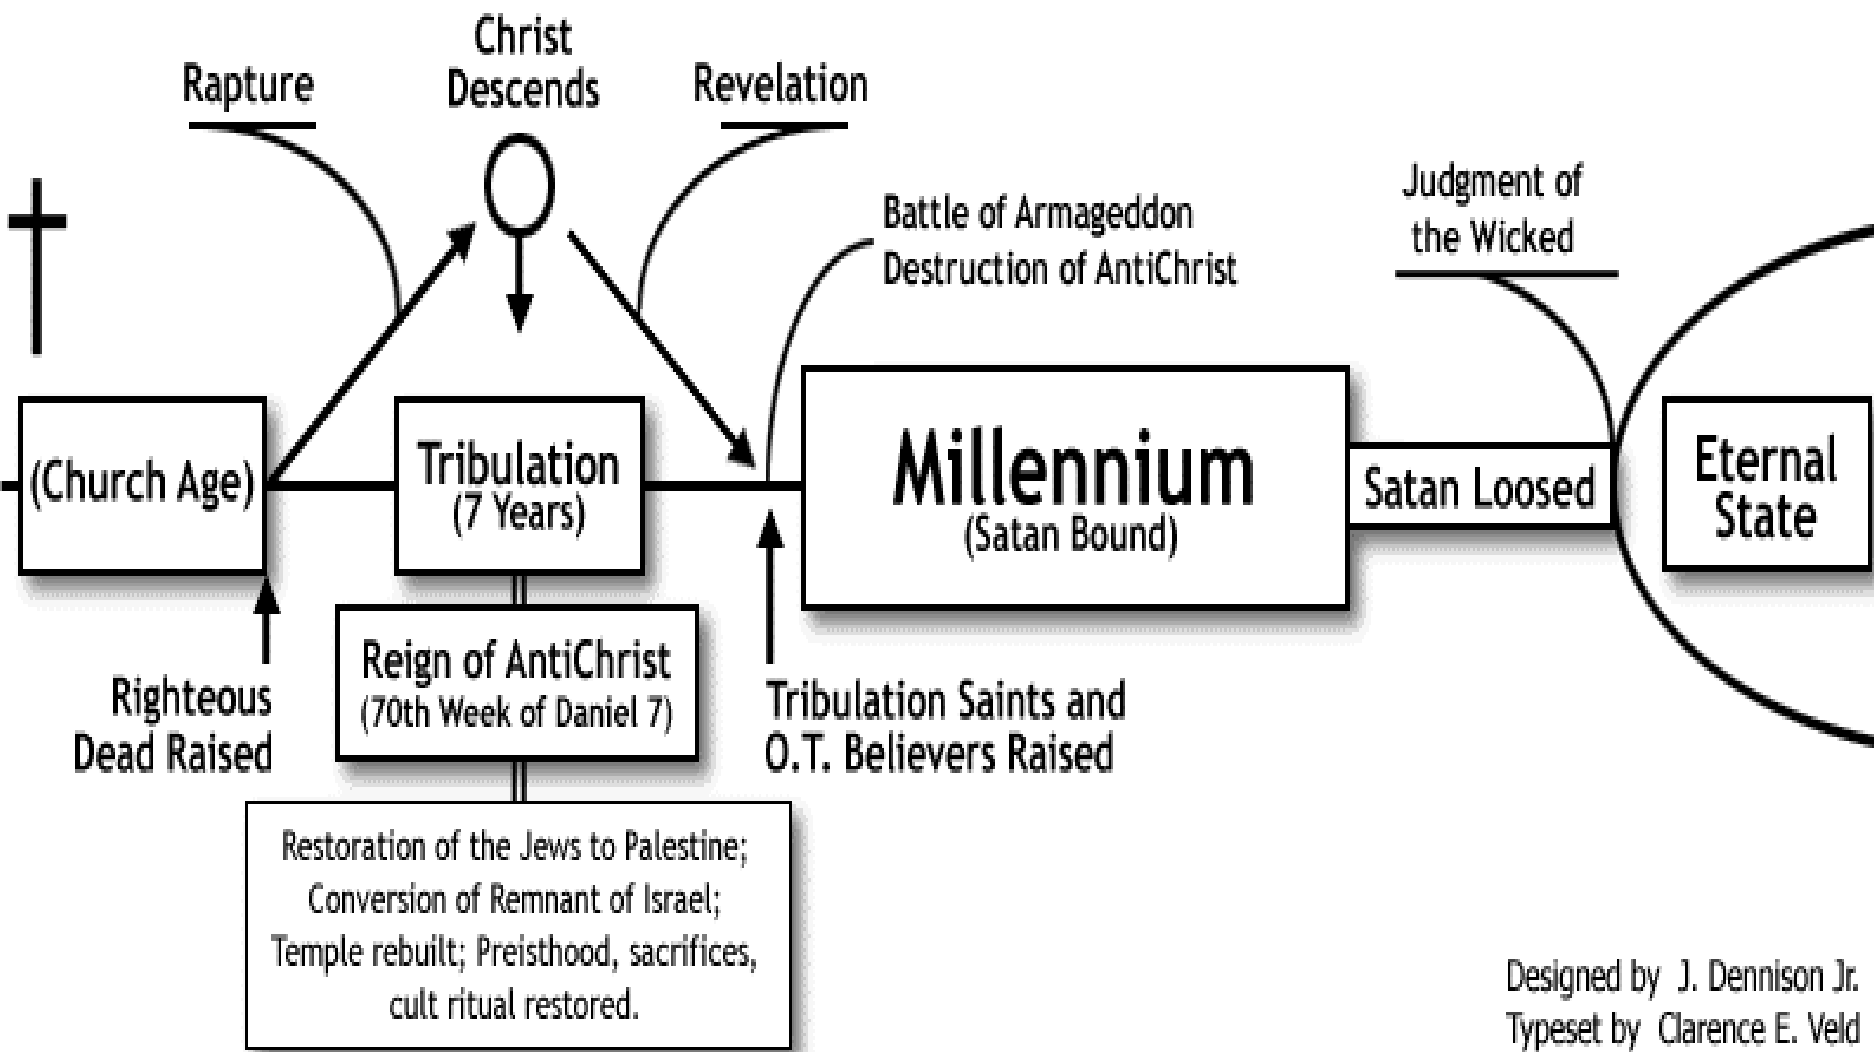 Christ
Descends
Rapture
Revelation
Battle of Armageddon
Destruction of AntiChrist
Judgment of
the Wicked
(Church Age)
Tribulation
(7 Years)
Millennium
(Satan Bound)
Satan Loosed
Eternal
State
Righteous
Dead Raised
Reign of AntiChrist
(70th Week of Daniel 7)
Tribulation Saints and
O.T. Believers Raised
Restoration of the Jews to Palestine;
Conversion of Remnant of Israel;
Temple rebuilt; Preisthood, sacrifices,
cult ritual restored.
Designed by J. Dennison Jr.
Typeset by Clarence E. Veld